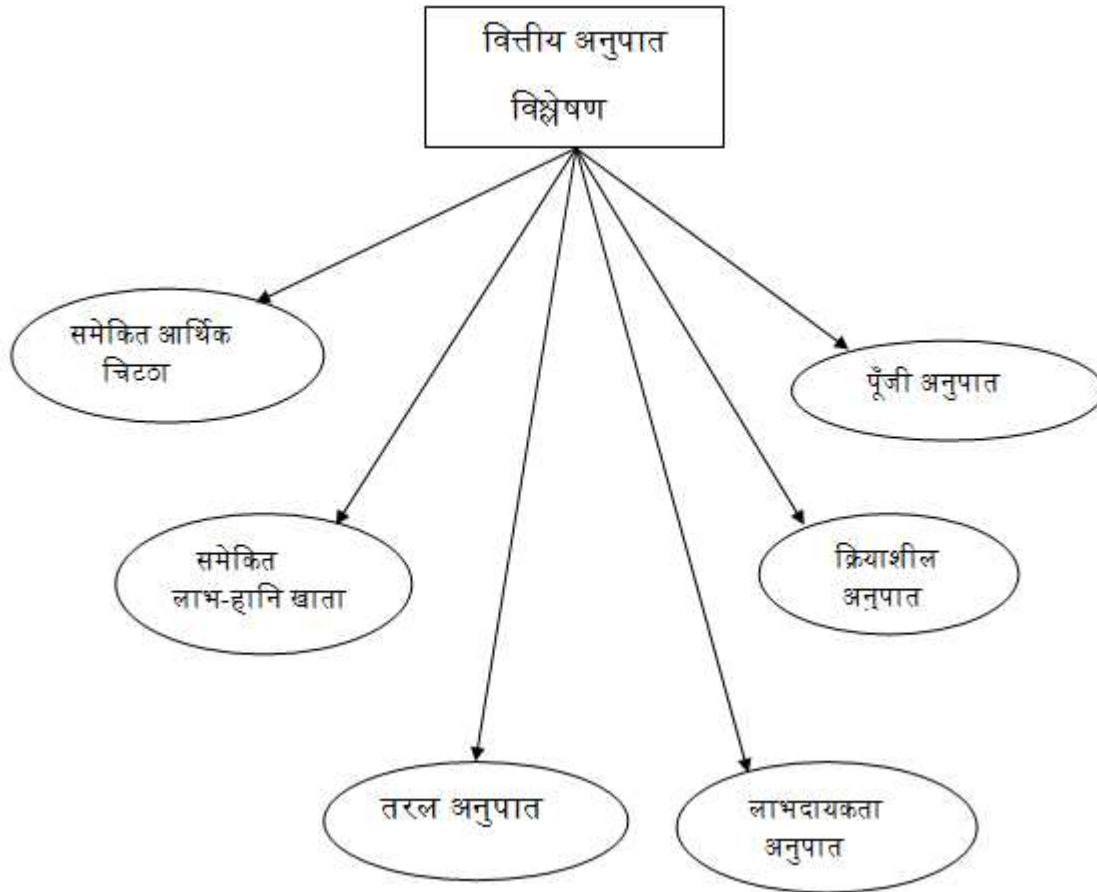 वित्तीय अनुपात
विश्लेषण
समेकित आर्थिक
चिटठा
पूँजी अनुपात
समेकित
लाभ-हानि खाता
क्रियाशील
अनुपात
तरल अनुपात
लाभदायकता
अनुपात